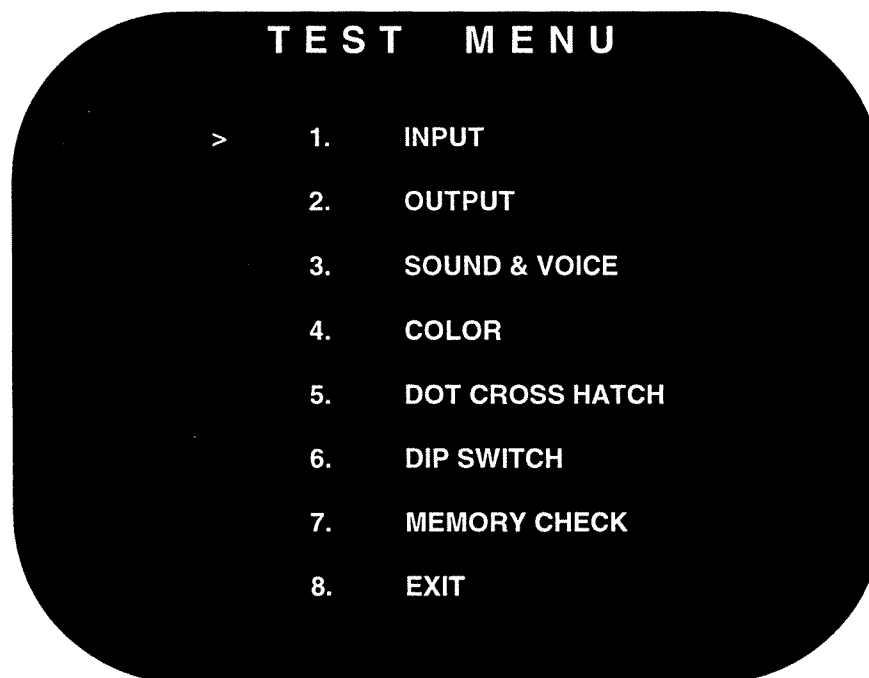 TEST MENU
> 1. INPUT
2. OUTPUT
3. SOUND & VOICE
4. COLOR
5. DOT CROSS HATCH
6. DIP SWITCH
7. MEMORY CHECK
8. EXIT